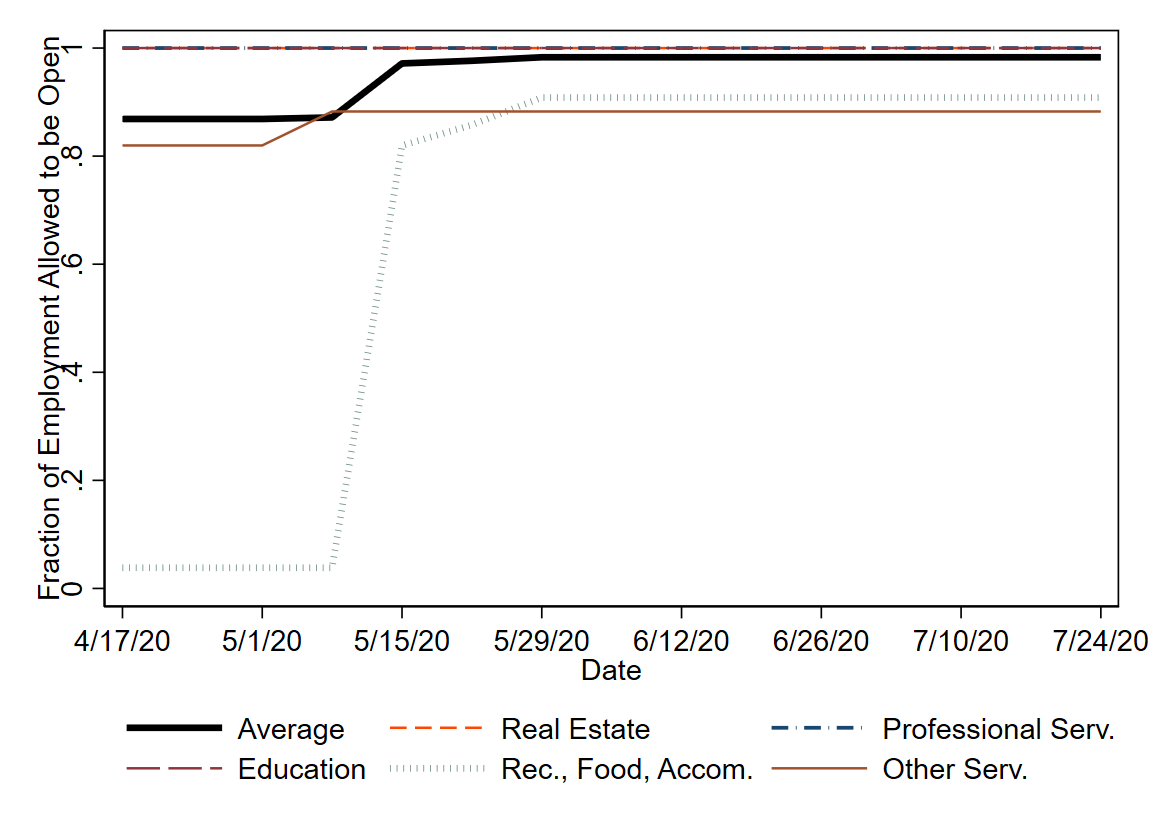 Fraction of Employment Allowed to be Open
1
.8
.6
.4
.2
0
4/17/20 5/1/20 5/15/20 5/29/20 6/12/20 6/26/20 7/10/20 7/24/20
Date
Average Real Estate Professional Serv.
Education Rec., Food, Accom. Other Serv.